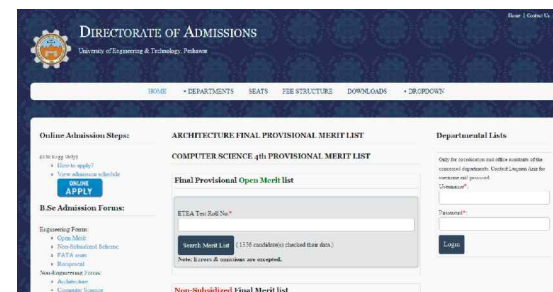 Home | Contact Us
DIRECTORATE OF ADMISSIONS
University of Engineering & Technology, Peshawar
HOME
DEPARTMENTS
SEATS
FEE STRUCTURE
DOWNLOADS
DROPDOWN
Online Admission Steps:
How to apply?
View admission schedule
ONLINE
APPLY
B.Sc Admission Forms:
Engineering Forms:
Open Merit
Non-Subsidized Scheme
FATA seats
Reciprocal
Non-Engineering Forms
Architecture
Computer Science
ARCHITECTURE FINAL PROVISIONAL MERIT LIST
COMPUTER SCIENCE 4th PROVISIONAL MERIT LIST
Final Provisional Open Merit list
ETEA Test Roll No:*
Search Merit List
candidate(s) checked their data.)
Note: Errors & omissions are excepted.
Non-Subsidized Final Merit list
Departmental Lists
Only for coordinators and office assistants of the
concerned departments. Contact
username and password.
Username*:
Password*:
Login